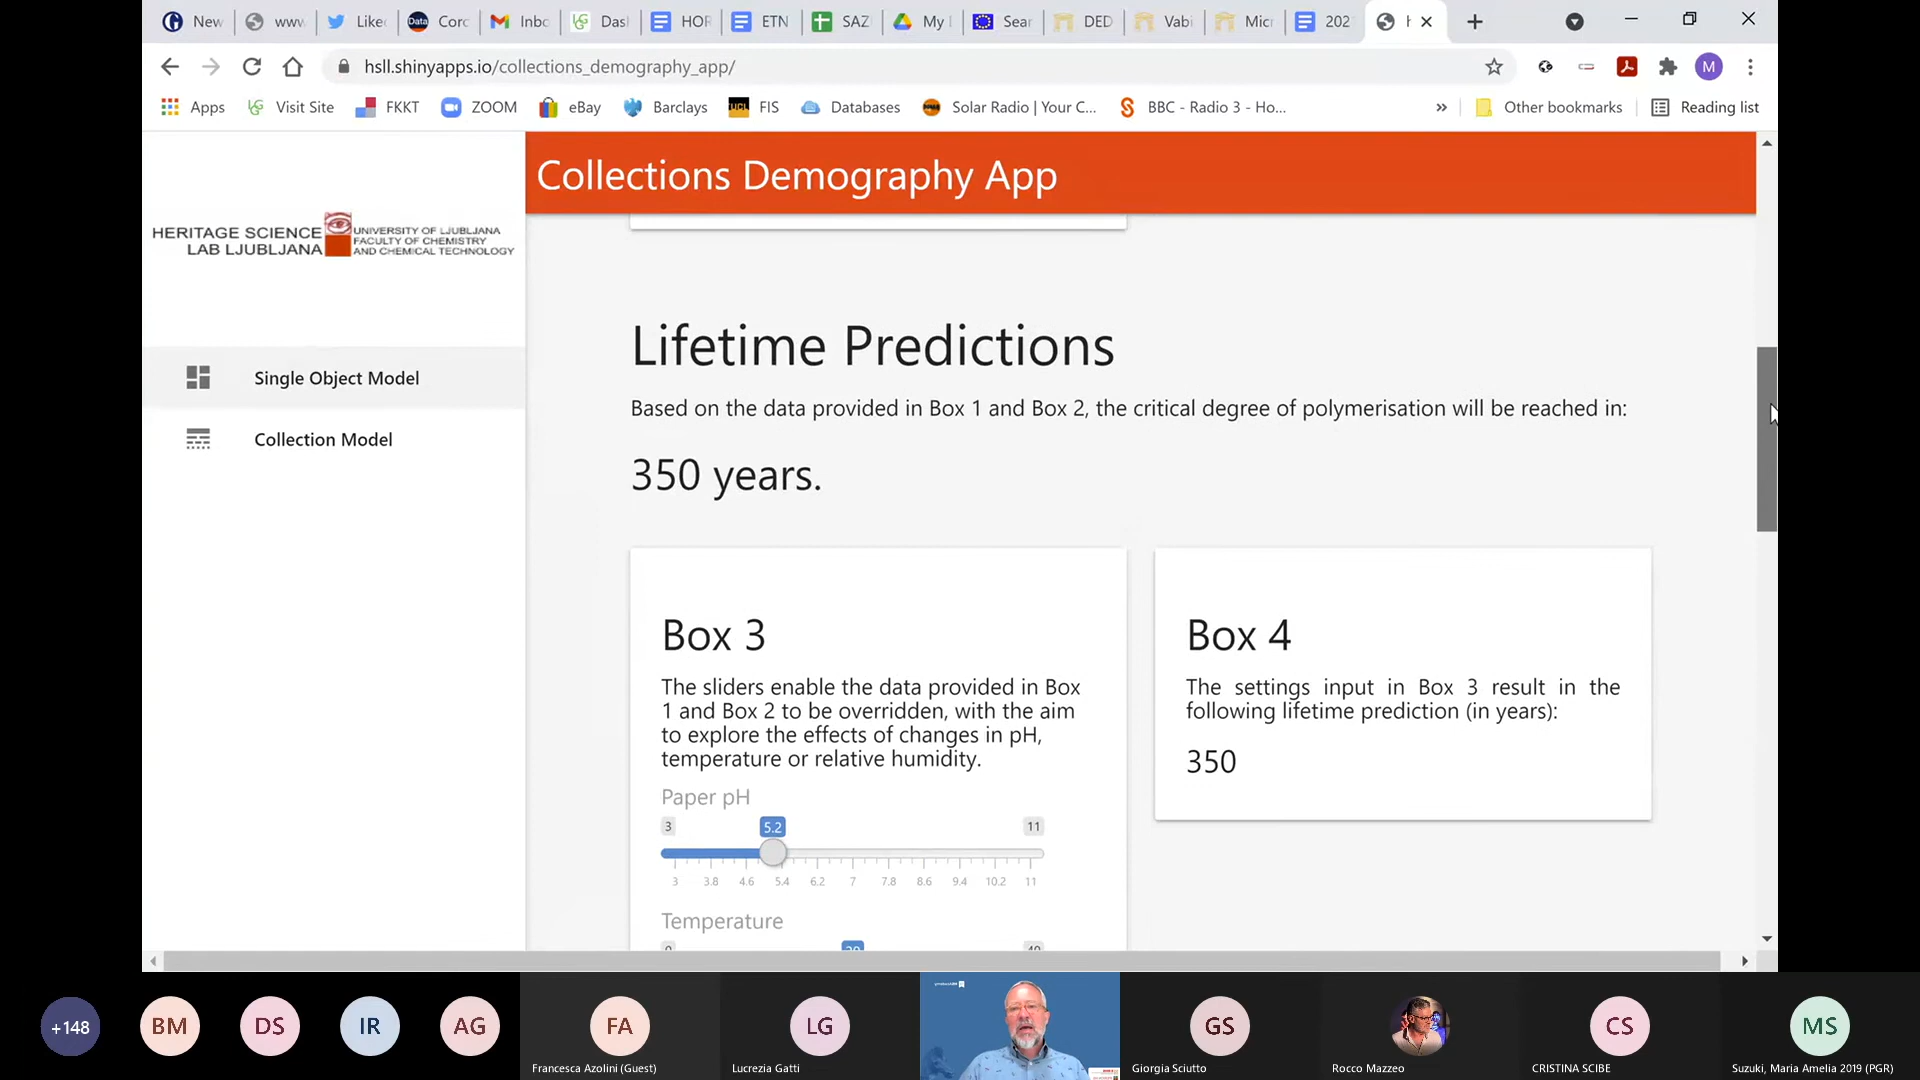 New
www
Like
Data
Corc
Inbo
Das
HOR
ETN
SAZ
My
Sear
DED
Vabi
Micr
202
hsll.shinyapps.io/collections_demography_app/
M
Apps
Visit Site
FKKT
ZOOM
eBay
Barclays
FIS
Databases
Solar Radio | Your C...
BBC - Radio 3 - Ho...
»
Other bookmarks
Reading list
HERITAGE SCIENCE
LAB LJUBLJANA
UNIVERSITY OF LJUBLJANA
FACULTY OF CHEMISTRY
AND CHEMICAL TECHNOLOGY
Collections Demography App
Single Object Model
Collection Model
Lifetime Predictions
Based on the data provided in Box 1 and Box 2, the critical degree of polymerisation will be reached in:
350 years.
Box 3
The sliders enable the data provided in Box
1 and Box 2 to be overridden, with the aim
to explore the effects of changes in pH,
temperature or relative humidity.
Paper pH
3 5.2 11
3 3.8 4.6 5.4 6.2 7 7.8 8.6 9.4 10.2 11
Temperature
Box 4
The settings input in Box 3 result in the
following lifetime prediction (in years):
350
+148
BM
DS
IR
AG
FA
Francesca Azolini (Guest)
LG
Lucrezia Gatti
GS
Giorgia Sciutto
Rocco Mazzeo
CS
CRISTINA SCIBE
MS
Suzuki, Maria Amelia 2019 (PGR)